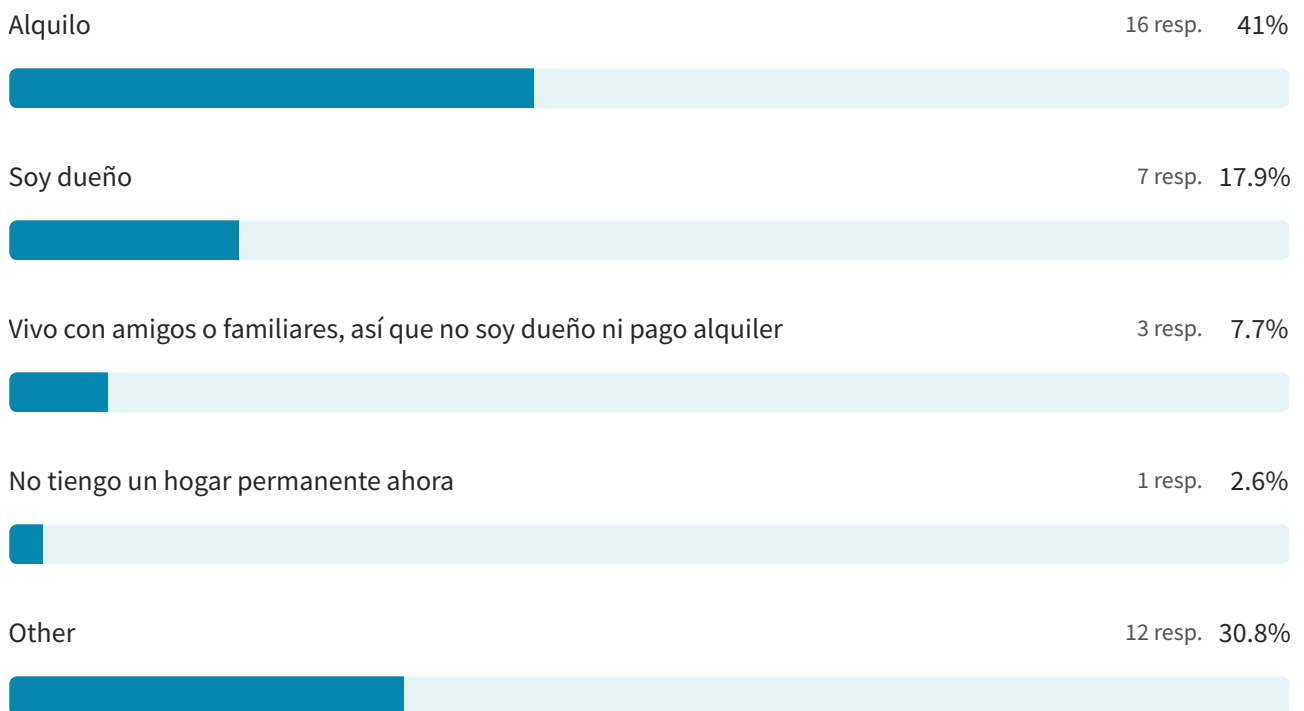 Alquilo 16 resp. 41%
Soy dueño 7 resp. 17.9%
Vivo con amigos o familiares, así que no soy dueño ni pago alquiler 3 resp. 7.7%
No tiengo un hogar permanente ahora 1 resp. 2.6%
Other 12 resp. 30.8%